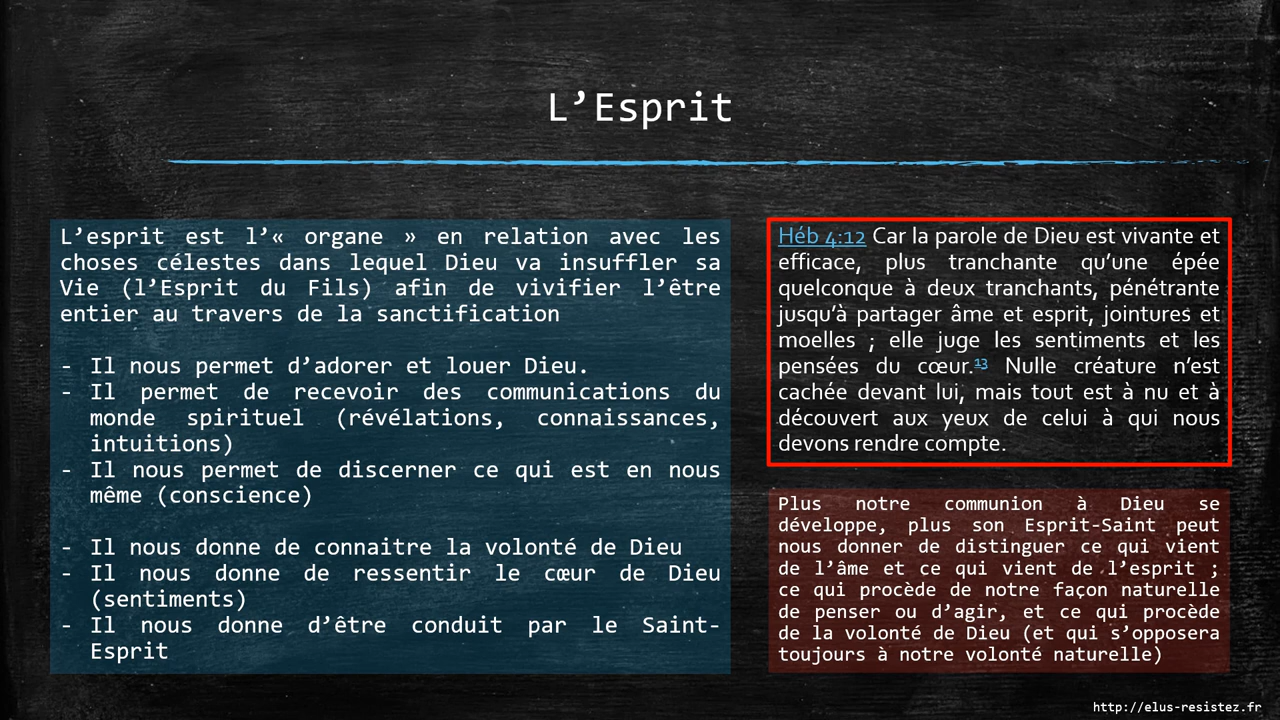 L’Esprit
L’esprit est l’« organe » en relation avec les
choses célestes dans lequel Dieu va insuffler sa
Vie (l’Esprit du Fils) afin de vivifier l’être
entier au travers de la sanctification
- Il nous permet d’adorer et louer Dieu.
- Il permet de recevoir des communications du
monde spirituel (révélations, connaissances,
intuitions)
- Il nous permet de discerner ce qui est en nous
même (conscience)
- Il nous donne de connaitre la volonté de Dieu
- Il nous donne de ressentir le cœur de Dieu
(sentiments)
- Il nous donne d’être conduit par le Saint-
Esprit
Héb 4:12 Car la parole de Dieu est vivante et
efficace, plus tranchante qu’une épée
quelconque à deux tranchants, pénétrante
jusqu’à partager âme et esprit, jointures et
moelles ; elle juge les sentiments et les
pensées du cœur.13 Nulle créature n’est
cachée devant lui, mais tout est à nu et à
découvert aux yeux de celui à qui nous
devons rendre compte.
Plus notre communion à Dieu se
développe, plus son Esprit-Saint peut
nous donner de distinguer ce qui vient
de l’âme et ce qui vient de l’esprit ;
ce qui procède de notre façon naturelle
de penser ou d’agir, et ce qui procède
de la volonté de Dieu (et qui s’opposera
toujours à notre volonté naturelle)
http://elus-resistez.fr